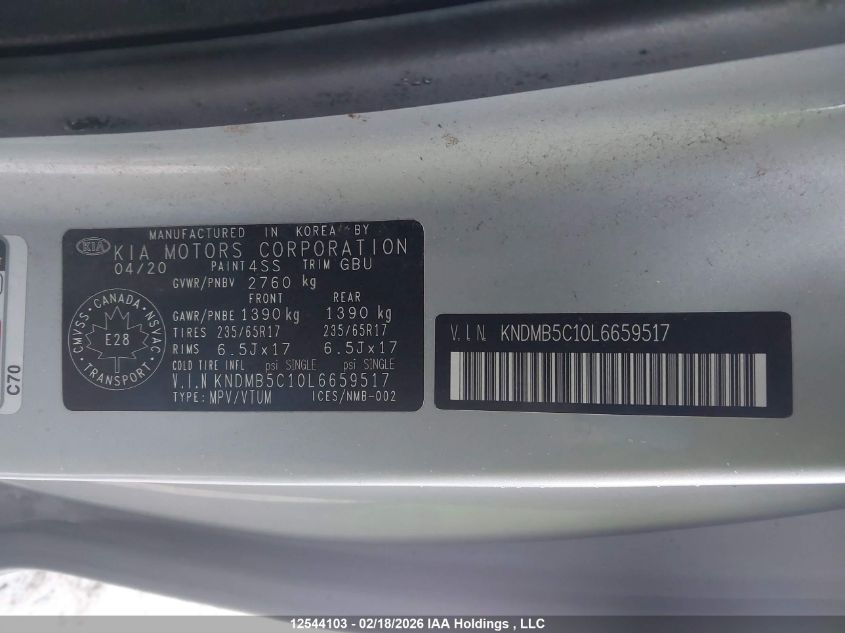 MANUFACTURED IN KOREA BY
KIA KIA MOTORS CORPORATION
04/20 PAINT 4SS TRIM GBU
GVWR/PNBV 2760 kg
FRONT REAR
GAWR/PNBE 1390 kg 1390 kg
TIRES 235/65R17 235/65R17
RIMS 6.5Jx17 6.5Jx17
COLD TIRE INFL psi SINGLE psi SINGLE
V.I.N KNDMB5C10L6659517
TYPE: MPV/VTUM ICES/NMB-002
CMVSS · CANADA · NSVAC
E28
TRANSPORT
V.I.N. KNDMB5C10L6659517
C70
12544103 - 02/18/2026 IAA Holdings , LLC